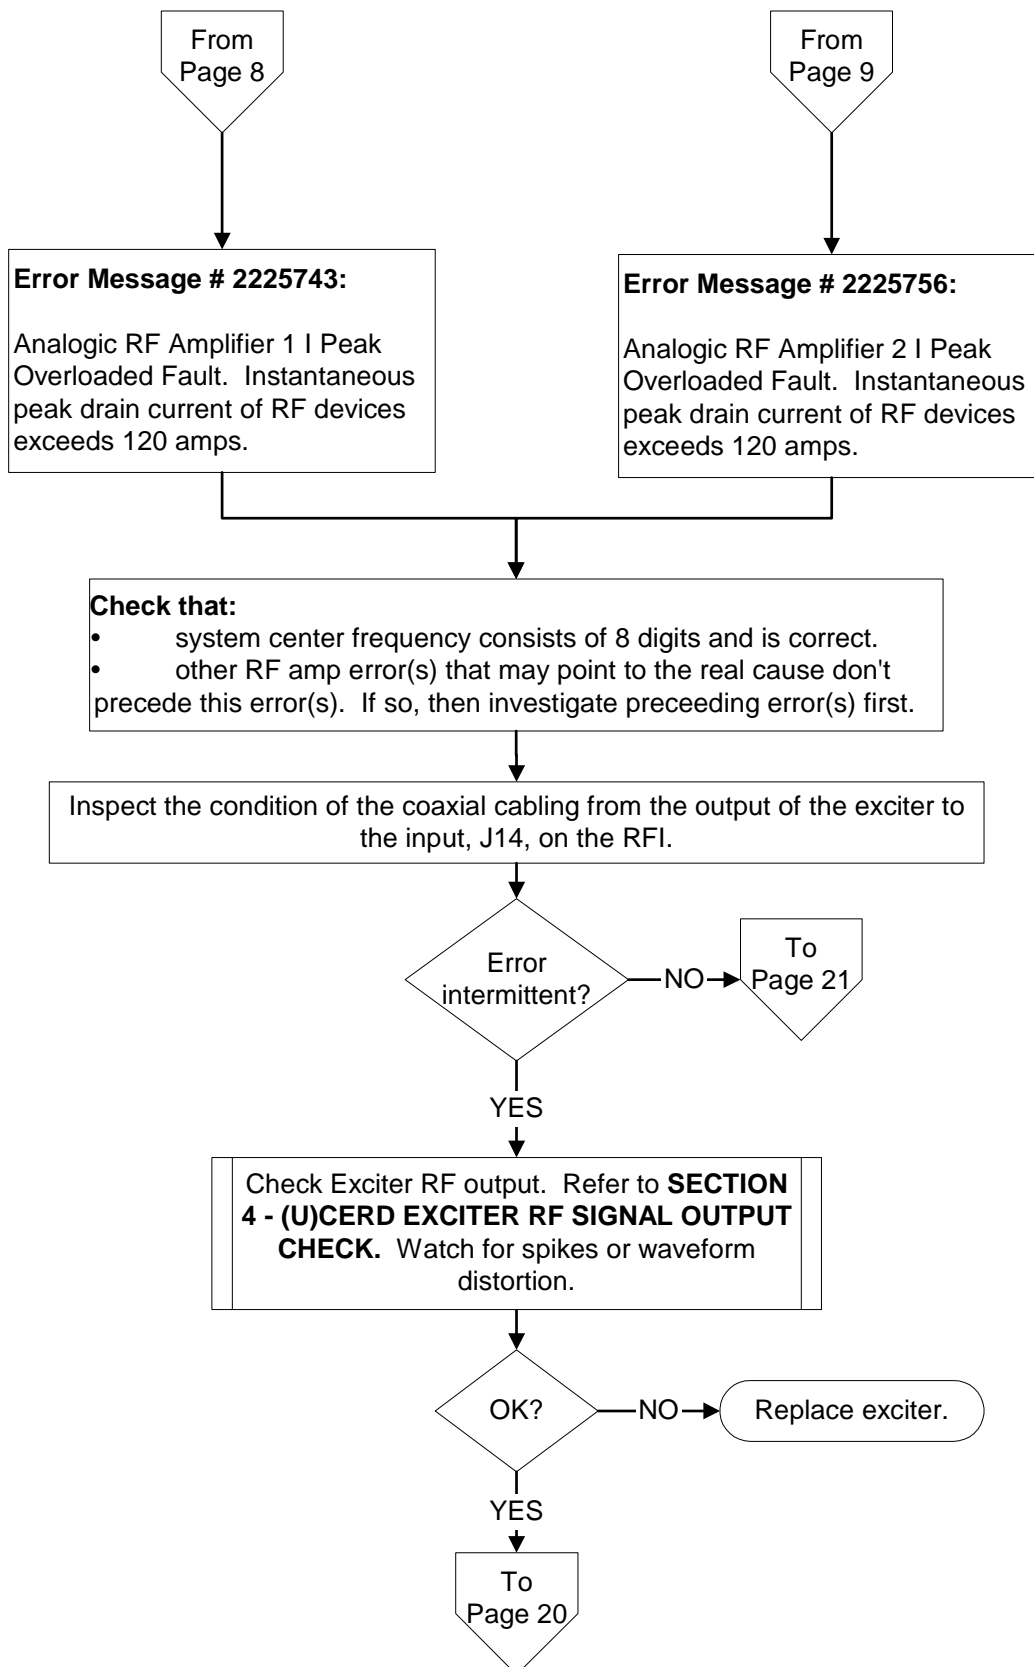 From
Page 8
From
Page 9
Error Message # 2225743:
Analogic RF Amplifier 1 I Peak
Overloaded Fault.  Instantaneous
peak drain current of RF devices
exceeds 120 amps.
Error Message # 2225756:
Analogic RF Amplifier 2 I Peak
Overloaded Fault.  Instantaneous
peak drain current of RF devices
exceeds 120 amps.
Check that:
• system center frequency consists of 8 digits and is correct.
• other RF amp error(s) that may point to the real cause don't
precede this error(s).  If so, then investigate preceeding error(s) first.
Inspect the condition of the coaxial cabling from the output of the exciter to
the input, J14, on the RFI.
Error
intermittent?
NO
To
Page 21
YES
Check Exciter RF output.  Refer to SECTION
4 - (U)CERD EXCITER RF SIGNAL OUTPUT
CHECK.  Watch for spikes or waveform
distortion.
OK?
NO
Replace exciter.
YES
To
Page 20